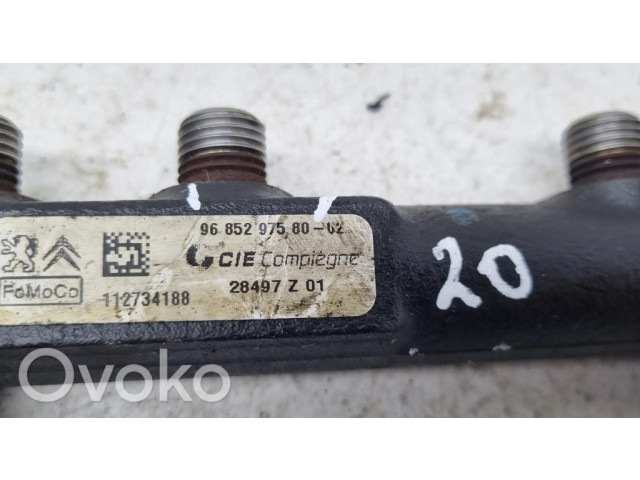 96 852 975 80-02
CIE Compiègne
FoMoCo
112734188
28497 Z 01
20
Ovoko